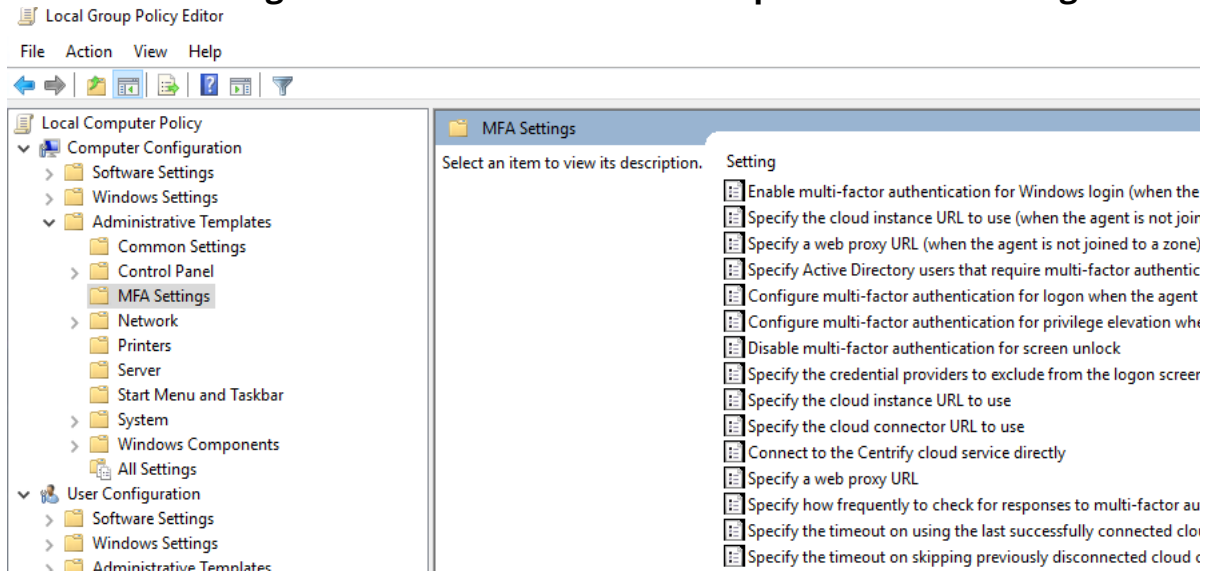 Local Group Policy Editor
File Action View Help
Local Computer Policy
Computer Configuration
Software Settings
Windows Settings
Administrative Templates
Common Settings
Control Panel
MFA Settings
Network
Printers
Server
Start Menu and Taskbar
System
Windows Components
All Settings
User Configuration
Software Settings
Windows Settings
Administrative Templates
MFA Settings
Select an item to view its description.
Setting
Enable multi-factor authentication for Windows login (when the
Specify the cloud instance URL to use (when the agent is not join
Specify a web proxy URL (when the agent is not joined to a zone)
Specify Active Directory users that require multi-factor authentic
Configure multi-factor authentication for logon when the agent
Configure multi-factor authentication for privilege elevation whe
Disable multi-factor authentication for screen unlock
Specify the credential providers to exclude from the logon screen
Specify the cloud instance URL to use
Specify the cloud connector URL to use
Connect to the Centrify cloud service directly
Specify a web proxy URL
Specify how frequently to check for responses to multi-factor au
Specify the timeout on using the last successfully connected clou
Specify the timeout on skipping previously disconnected cloud c